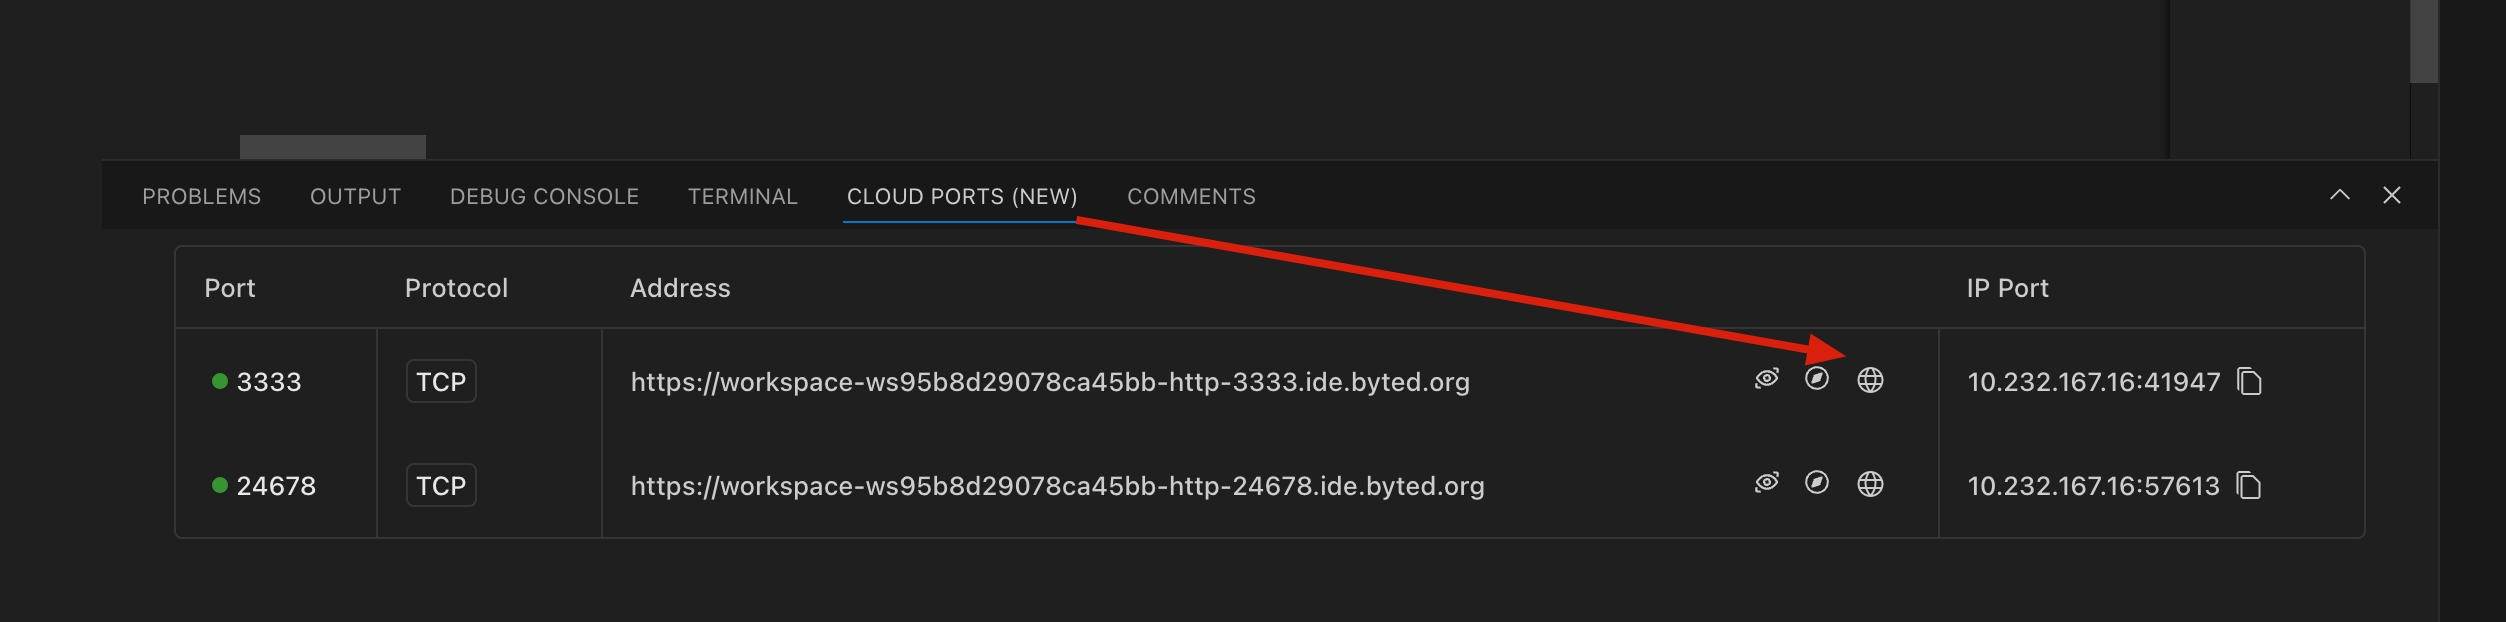 PROBLEMS OUTPUT DEBUG CONSOLE TERMINAL CLOUD PORTS (NEW) COMMENTS
Port Protocol Address IP Port
3333 TCP https://workspace-ws95b8d29078ca45bb-http-3333.ide.byted.org 10.232.167.16:41947
24678 TCP https://workspace-ws95b8d29078ca45bb-http-24678.ide.byted.org 10.232.167.16:57613